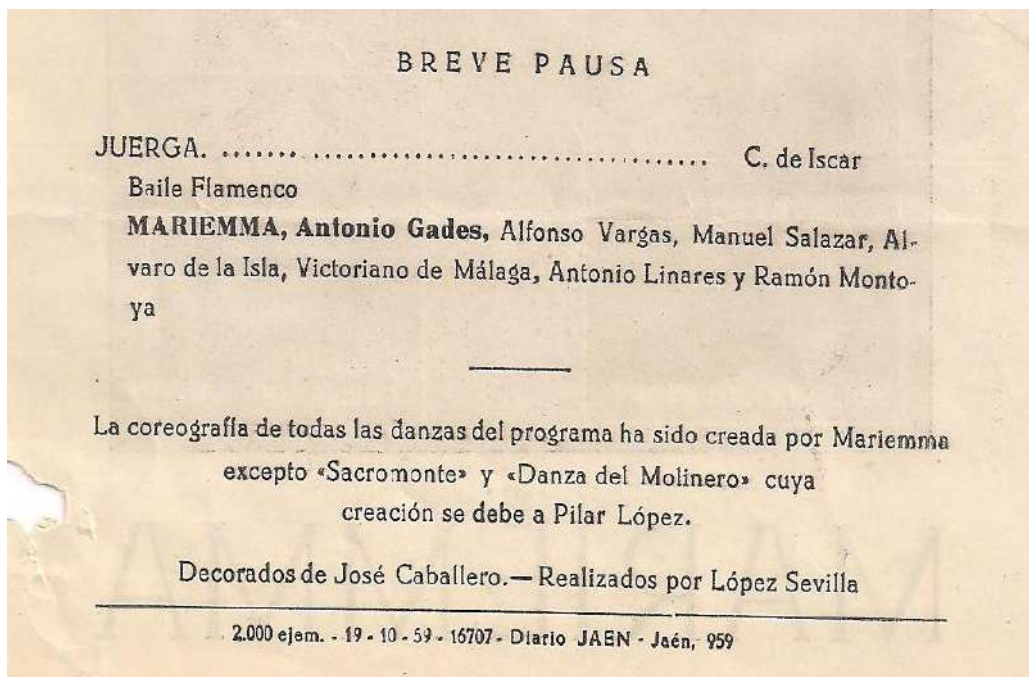 BREVE PAUSA
JUERGA. ....... ................................... C. de Iscar
Baile Flamenco
MARIEMMA, Antonio Gades, Alfonso Vargas, Manuel Salazar, Al-
varo de la Isla, Victoriano de Málaga, Antonio Linares y Ramón Monto-
ya
La coreografía de todas las danzas del programa ha sido creada por Mariemma
excepto «Sacromonte» y «Danza del Molinero» cuya
creación se debe a Pilar López.
Decorados de José Caballero.—Realizados por López Sevilla
2.000 ejem. - 19 - 10 - 59 - 16707 - Diario JAEN - Jaén, 959